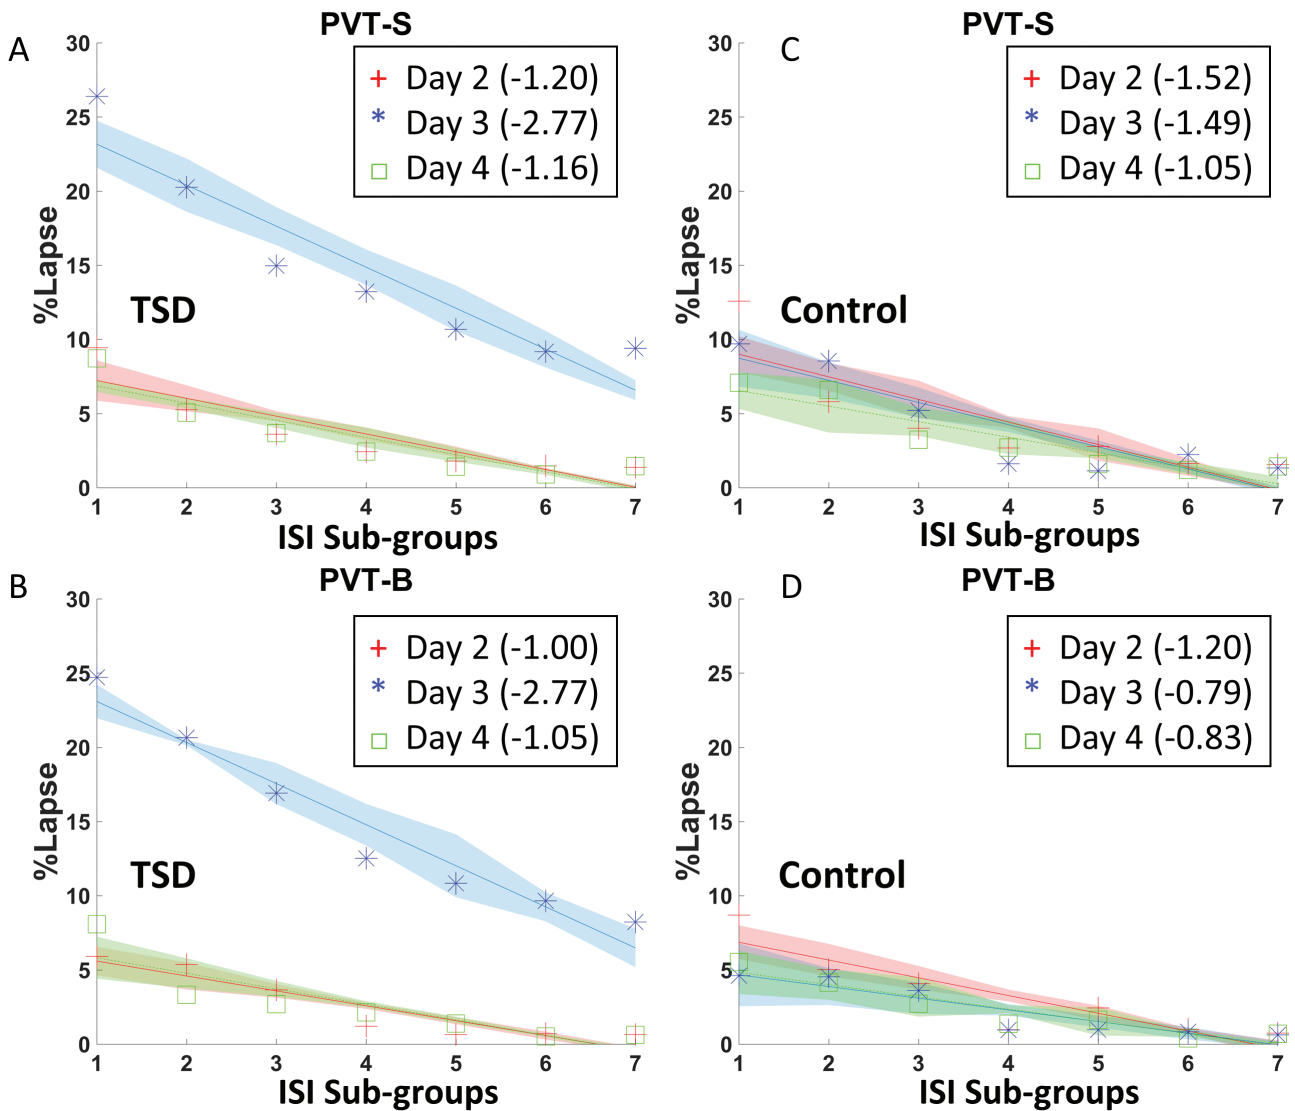 A
PVT-S
30
25
20
15
10
5
0
%Lapse
+ Day 2 (-1.20)
* Day 3 (-2.77)
□ Day 4 (-1.16)
TSD
1 2 3 4 5 6 7
ISI Sub-groups
C
PVT-S
30
25
20
15
10
5
0
%Lapse
+ Day 2 (-1.52)
* Day 3 (-1.49)
□ Day 4 (-1.05)
Control
1 2 3 4 5 6 7
ISI Sub-groups
B
PVT-B
30
25
20
15
10
5
0
%Lapse
+ Day 2 (-1.00)
* Day 3 (-2.77)
□ Day 4 (-1.05)
TSD
1 2 3 4 5 6 7
ISI Sub-groups
D
PVT-B
30
25
20
15
10
5
0
%Lapse
+ Day 2 (-1.20)
* Day 3 (-0.79)
□ Day 4 (-0.83)
Control
1 2 3 4 5 6 7
ISI Sub-groups